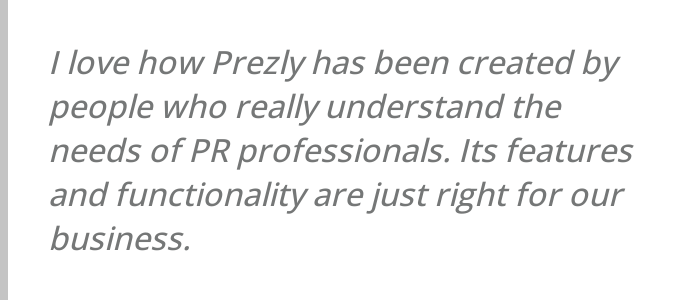 I love how Prezly has been created by
people who really understand the
needs of PR professionals. Its features
and functionality are just right for our
business.